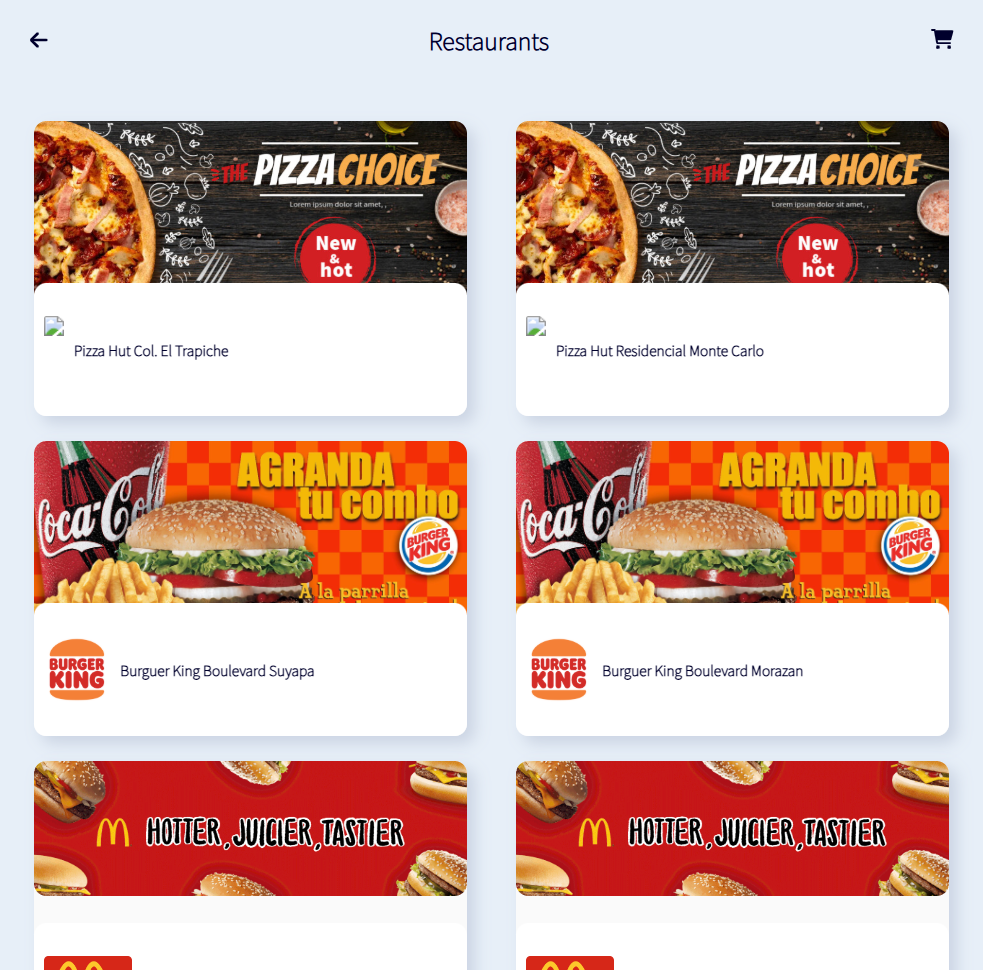 Restaurants
THE PIZZA CHOICE
Lorem ipsum dolor sit amet, ,
New
&
hot
Pizza Hut Col. El Trapiche
THE PIZZA CHOICE
Lorem ipsum dolor sit amet, ,
New
&
hot
Pizza Hut Residencial Monte Carlo
Coca-Cola
AGRANDA
tu combo
BURGER
KING
A la parrilla
BURGER
KING
Burguer King Boulevard Suyapa
Coca-Cola
AGRANDA
tu combo
BURGER
KING
A la parrilla
BURGER
KING
Burguer King Boulevard Morazan
HOTTER, JUICIER, TASTIER
HOTTER, JUICIER, TASTIER